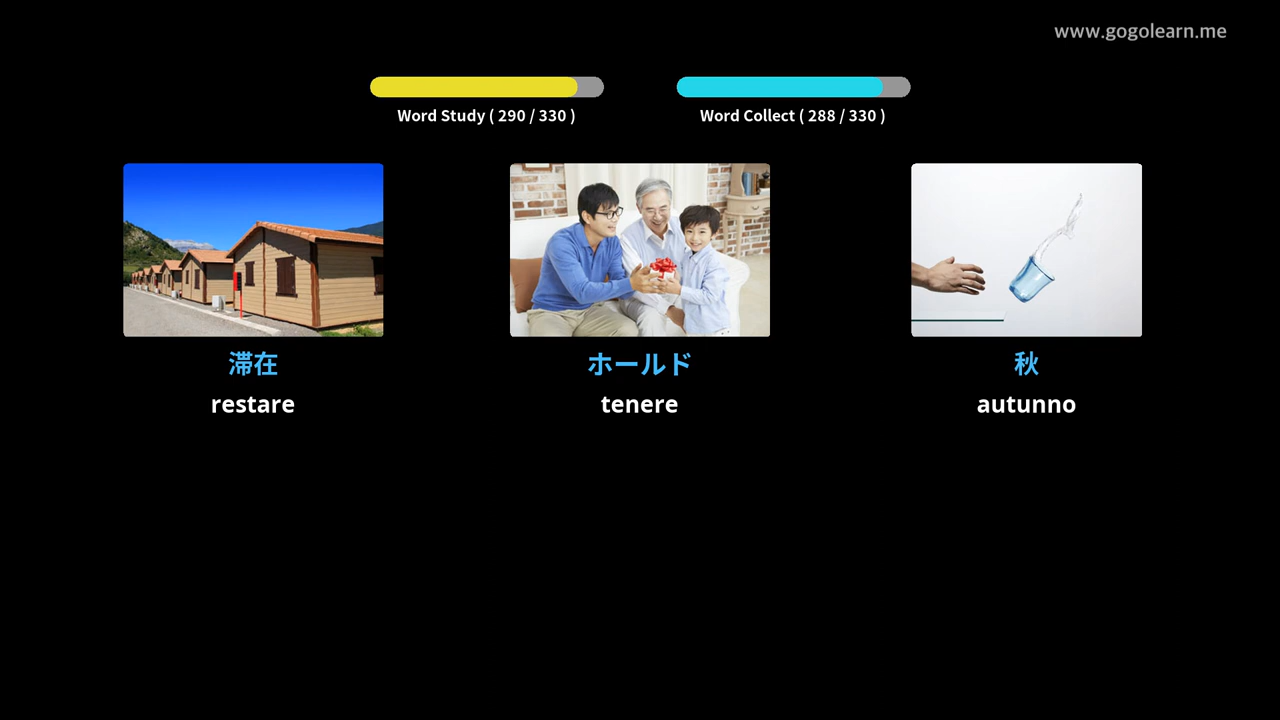 www.gogolearn.me
Word Study ( 290 / 330 )
Word Collect ( 288 / 330 )
滞在
ホールド
秋
restare
tenere
autunno